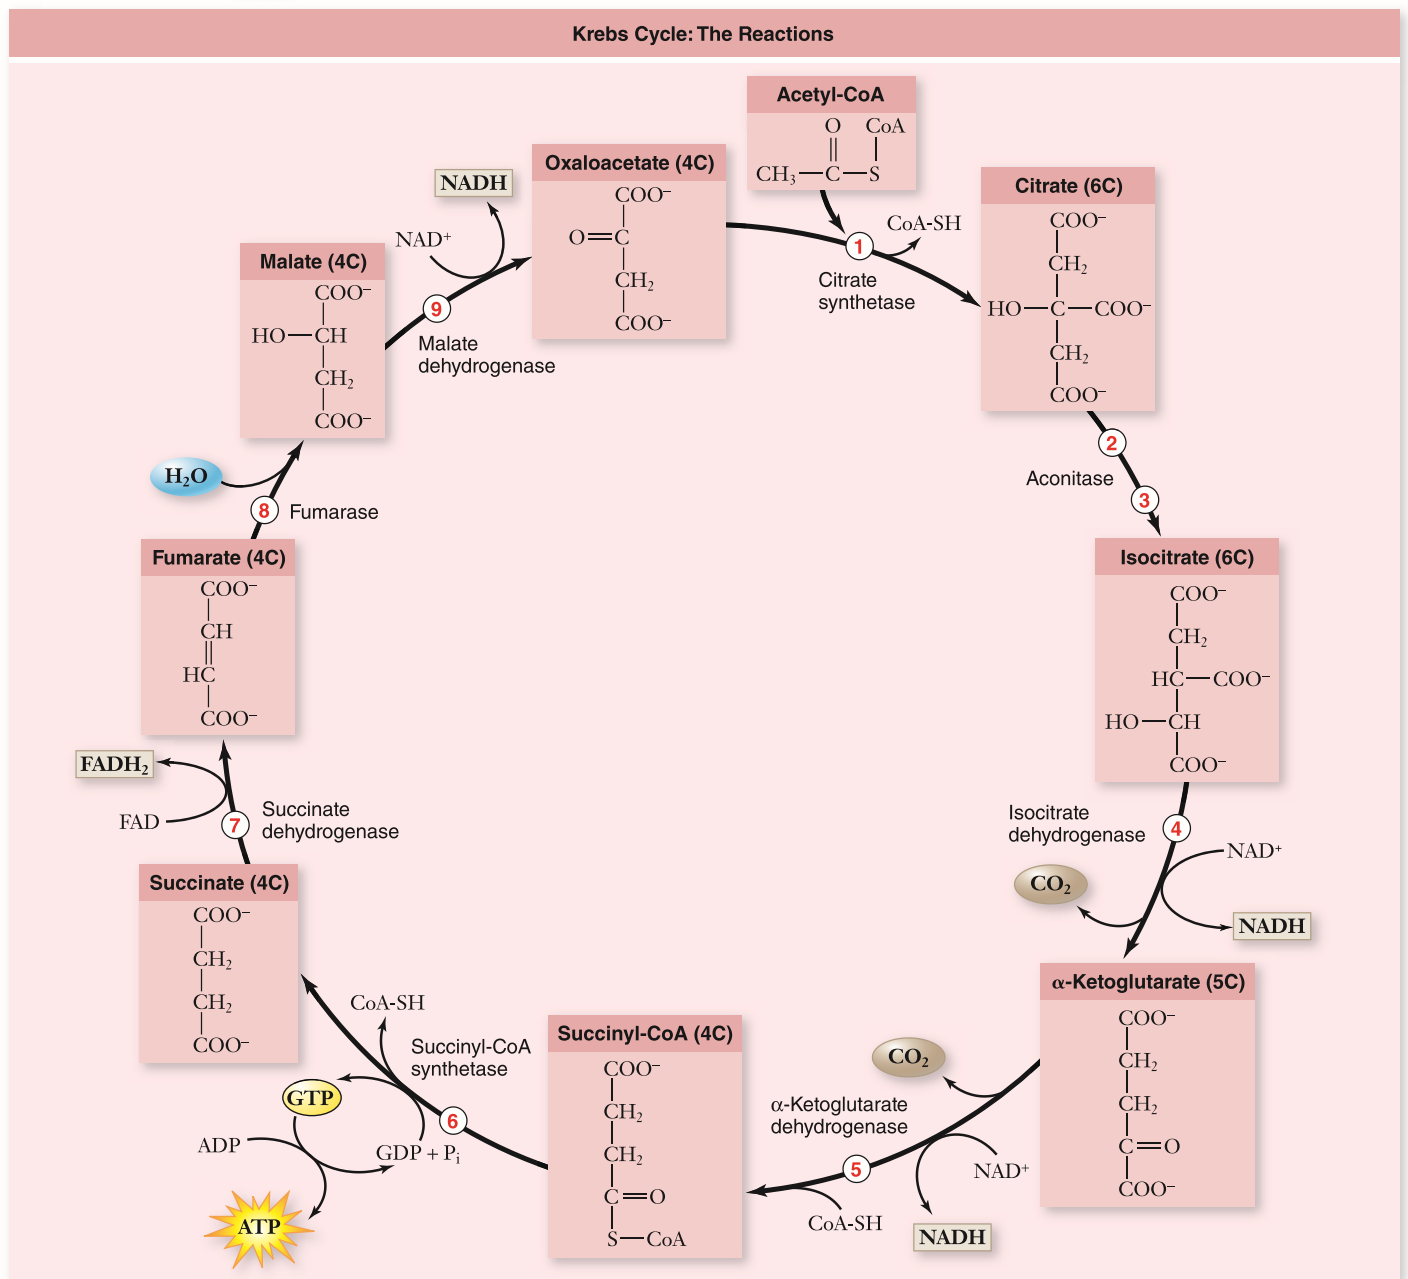 Krebs Cycle: The Reactions
Acetyl-CoA
O CoA
CH₃—C—S
Oxaloacetate (4C)
COO⁻
O=C
CH₂
COO⁻
1
CoA-SH
Citrate
synthetase
Citrate (6C)
COO⁻
CH₂
HO—C—COO⁻
CH₂
COO⁻
2
Aconitase
3
Isocitrate (6C)
COO⁻
CH₂
HC—COO⁻
HO—CH
COO⁻
Isocitrate
dehydrogenase
4
NAD⁺
CO₂
NADH
α-Ketoglutarate (5C)
COO⁻
CH₂
CH₂
C=O
COO⁻
CO₂
α-Ketoglutarate
dehydrogenase
5
NAD⁺
CoA-SH
NADH
Succinyl-CoA (4C)
COO⁻
CH₂
CH₂
C=O
S—CoA
CoA-SH
Succinyl-CoA
synthetase
6
GTP
ADP
GDP + Pᵢ
ATP
Succinate (4C)
COO⁻
CH₂
CH₂
COO⁻
FADH₂
FAD
7
Succinate
dehydrogenase
Fumarate (4C)
COO⁻
CH
HC
COO⁻
H₂O
8
Fumarase
Malate (4C)
COO⁻
HO—CH
CH₂
COO⁻
NADH
NAD⁺
9
Malate
dehydrogenase